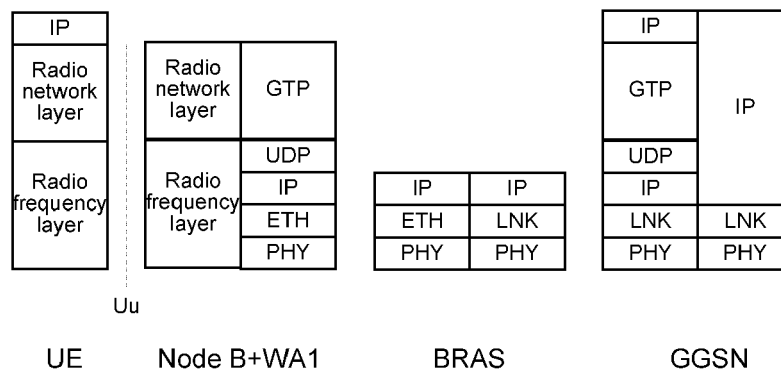 IP
Radio
network
layer
Radio
frequency
layer
Uu
UE
Radio
network
layer
GTP
Radio
frequency
layer
UDP
IP
ETH
PHY
Node B+WA1
IP
IP
ETH
LNK
PHY
PHY
BRAS
IP
GTP
IP
UDP
IP
LNK
LNK
PHY
PHY
GGSN